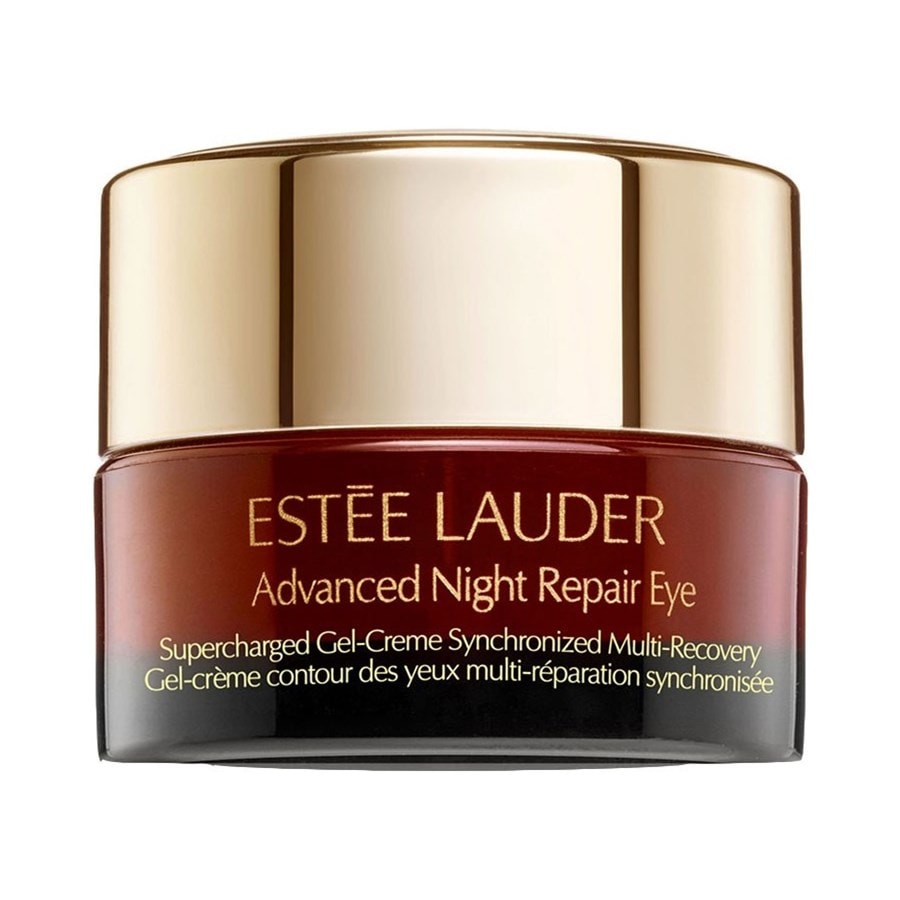 ESTĒE LAUDER
Advanced Night Repair Eye
Supercharged Gel-Creme Synchronized Multi-Recovery
Gel-crème contour des yeux multi-réparation synchronisée